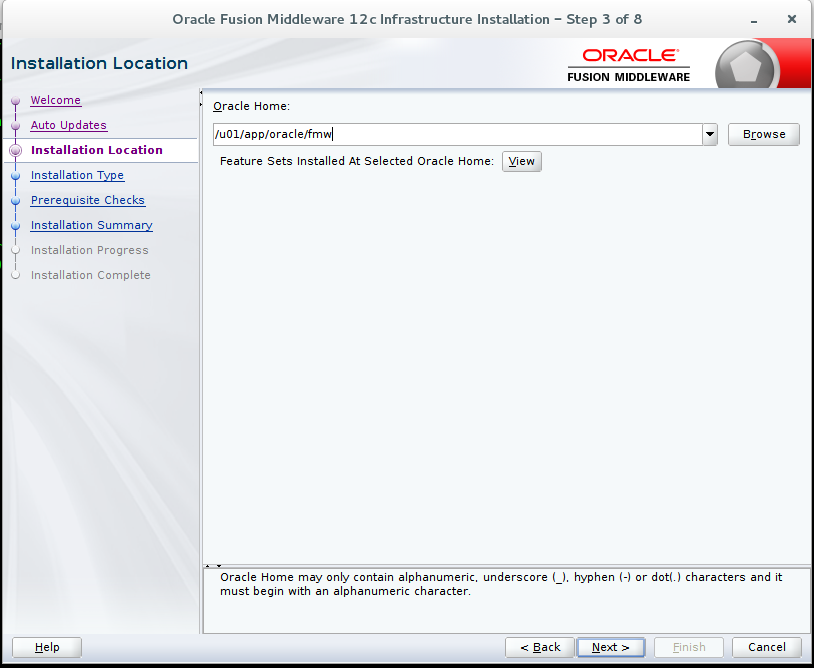 Oracle Fusion Middleware 12c Infrastructure Installation – Step 3 of 8
Installation Location
ORACLE
FUSION MIDDLEWARE
Welcome
Auto Updates
Installation Location
Installation Type
Prerequisite Checks
Installation Summary
Installation Progress
Installation Complete
Oracle Home:
/u01/app/oracle/fmw
Browse
Feature Sets Installed At Selected Oracle Home: View
Oracle Home may only contain alphanumeric, underscore (_), hyphen (-) or dot(.) characters and it
must begin with an alphanumeric character.
Help
< Back
Next >
Finish
Cancel